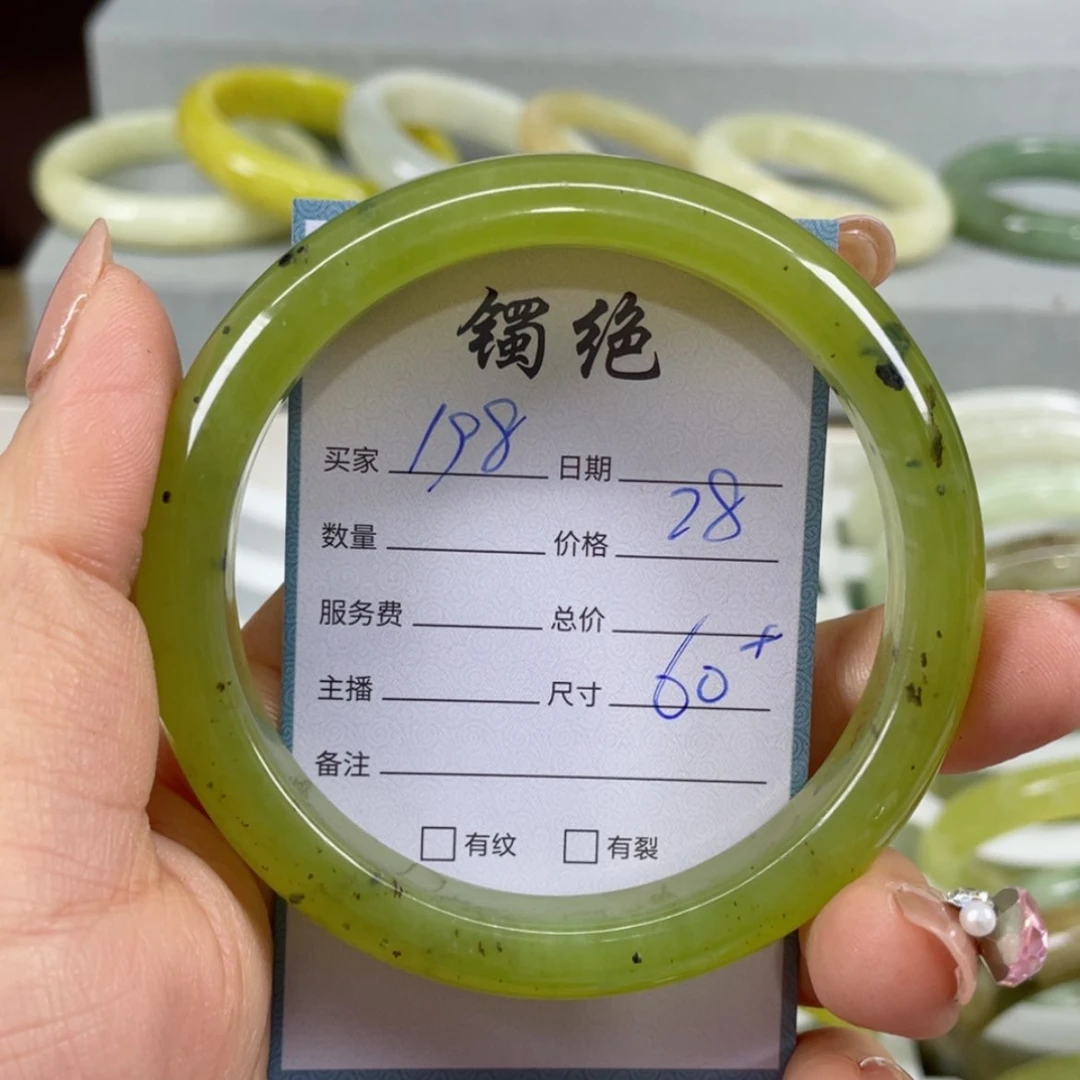 镯绝
买家 198 日期
数量 价格 28
服务费 总价
主播 尺寸 60+
备注
□有纹 □有裂